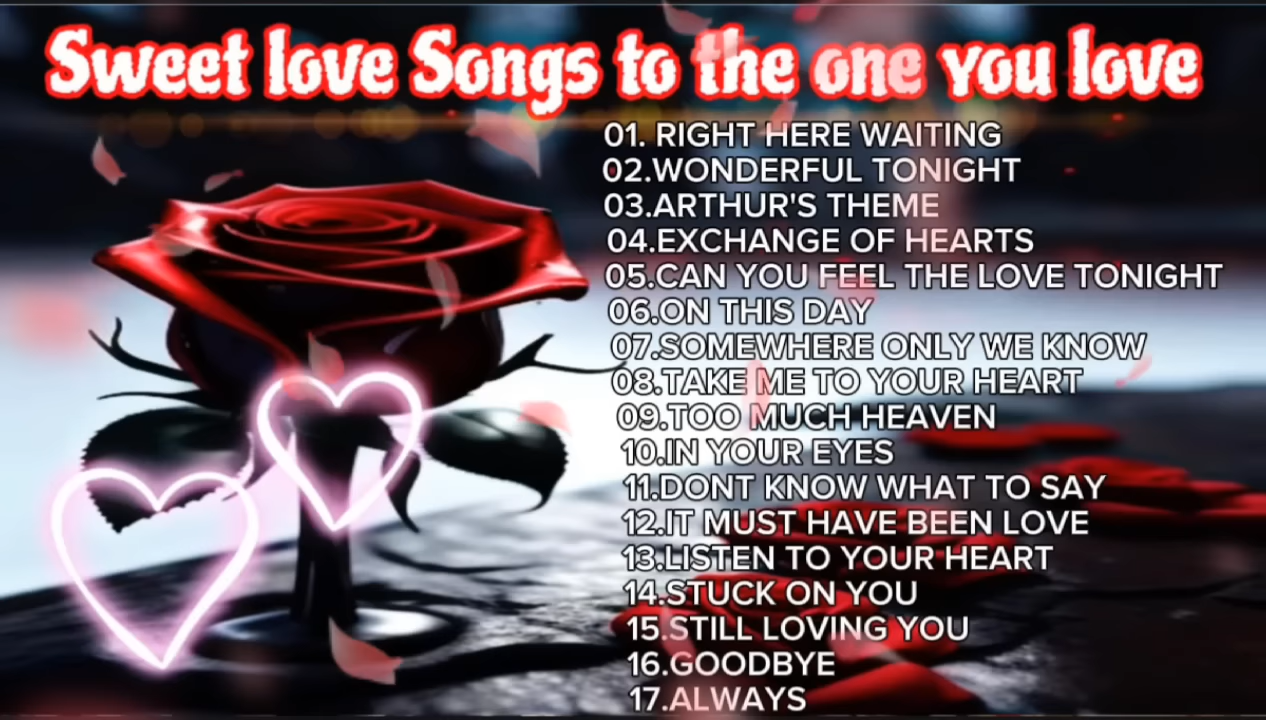 Sweet love Songs to the one you love
01. RIGHT HERE WAITING
02.WONDERFUL TONIGHT
03.ARTHUR'S THEME
04.EXCHANGE OF HEARTS
05.CAN YOU FEEL THE LOVE TONIGHT
06.ON THIS DAY
07.SOMEWHERE ONLY WE KNOW
08.TAKE ME TO YOUR HEART
09.TOO MUCH HEAVEN
10.IN YOUR EYES
11.DONT KNOW WHAT TO SAY
12.IT MUST HAVE BEEN LOVE
13.LISTEN TO YOUR HEART
14.STUCK ON YOU
15.STILL LOVING YOU
16.GOODBYE
17.ALWAYS